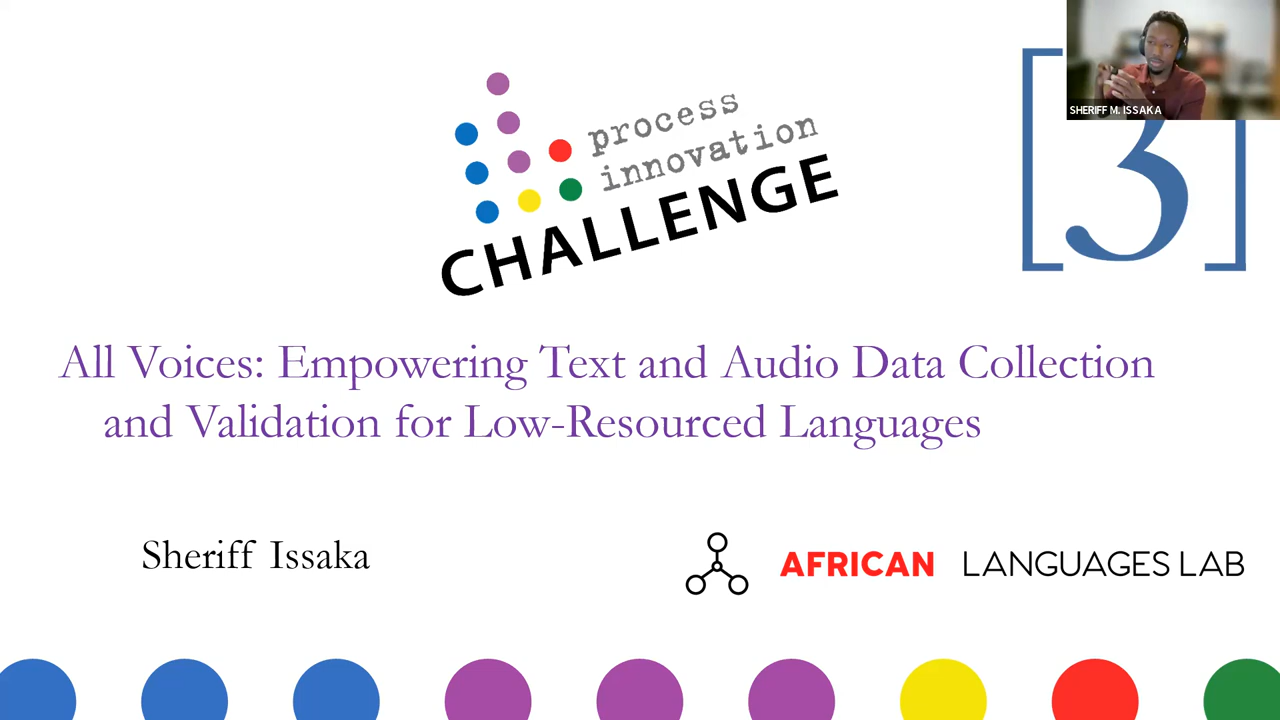 process
innovation
CHALLENGE
[3]
SHERIFF M. ISSAKA
All Voices: Empowering Text and Audio Data Collection
and Validation for Low-Resourced Languages
Sheriff Issaka
AFRICAN LANGUAGES LAB